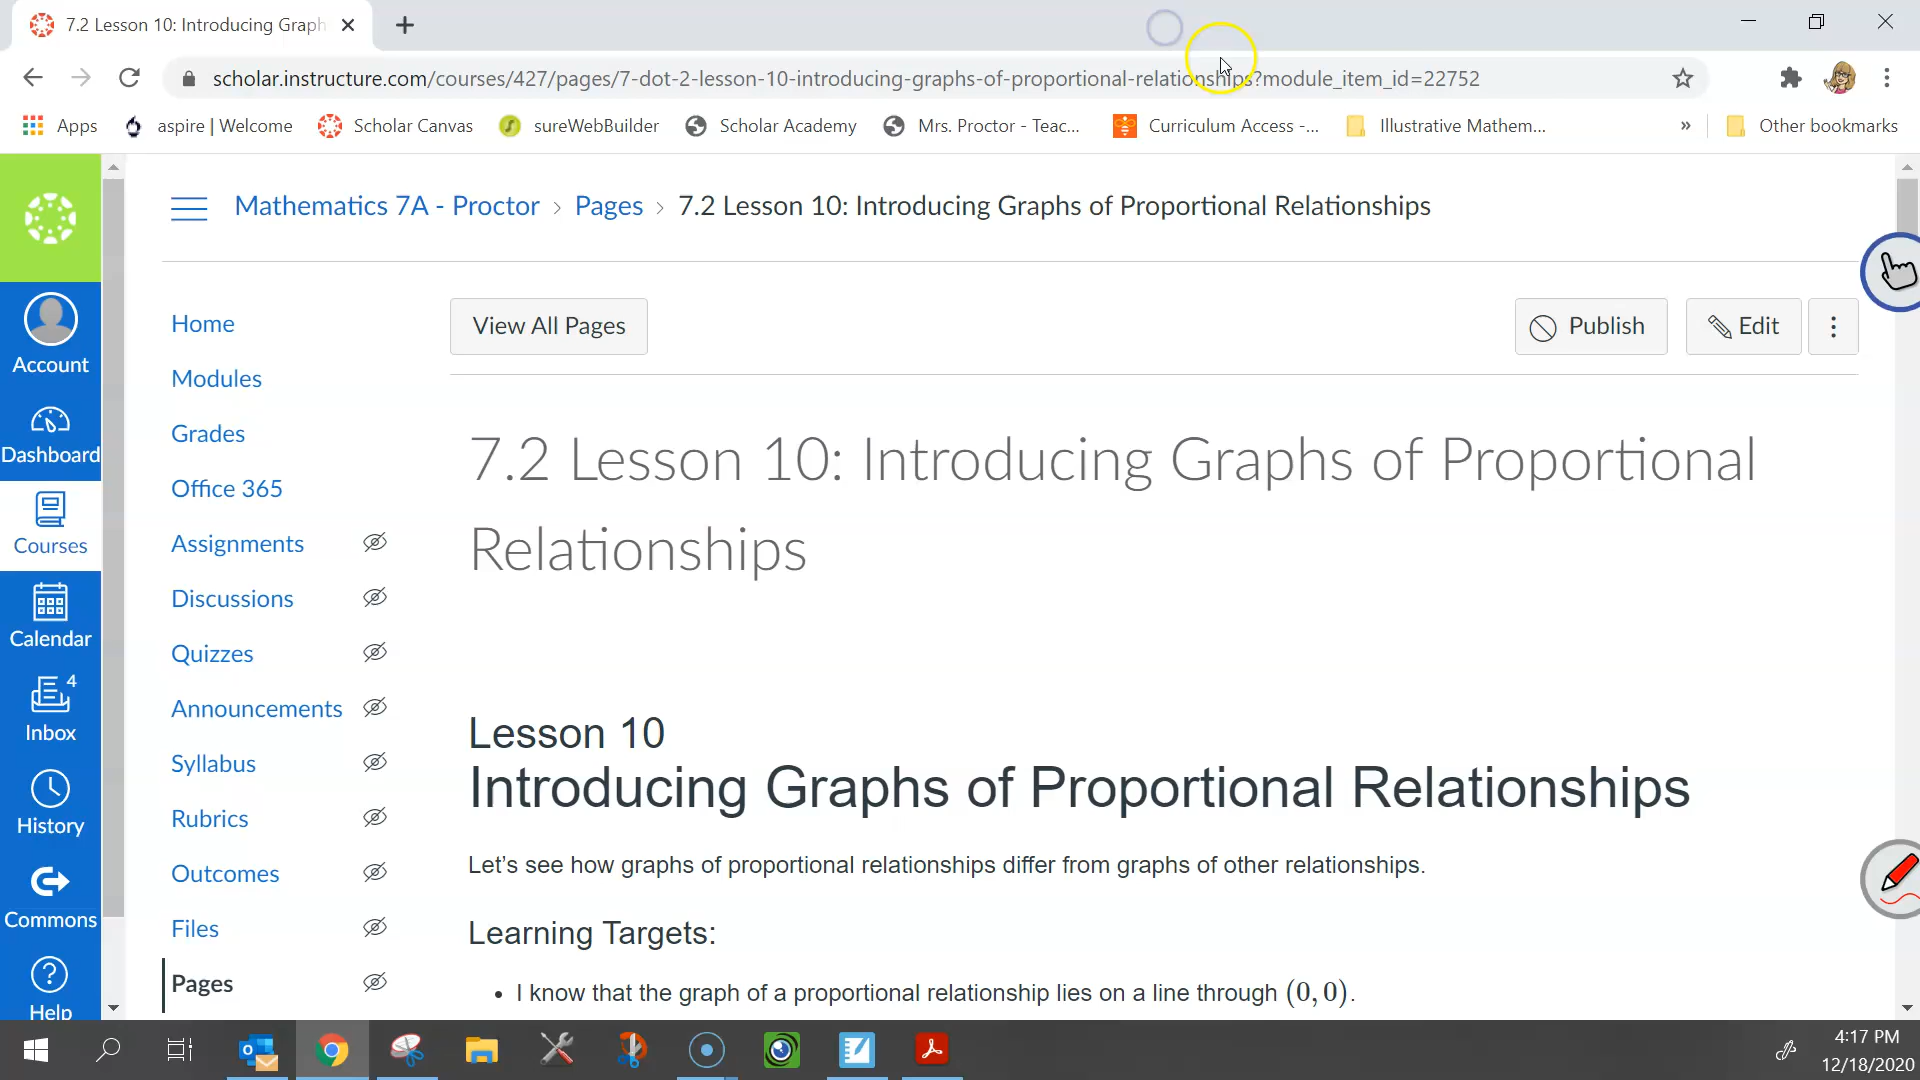 7.2 Lesson 10: Introducing Graph
scholar.instructure.com/courses/427/pages/7-dot-2-lesson-10-introducing-graphs-of-proportional-relationships?module_item_id=22752
Apps aspire | Welcome Scholar Canvas sureWebBuilder Scholar Academy Mrs. Proctor - Teac... Curriculum Access -... Illustrative Mathem... » Other bookmarks
Mathematics 7A - Proctor › Pages › 7.2 Lesson 10: Introducing Graphs of Proportional Relationships
Account
Dashboard
Courses
Calendar
4
Inbox
History
Commons
Help
Home
Modules
Grades
Office 365
Assignments
Discussions
Quizzes
Announcements
Syllabus
Rubrics
Outcomes
Files
Pages
View All Pages
Publish
Edit
7.2 Lesson 10: Introducing Graphs of Proportional
Relationships
Lesson 10
Introducing Graphs of Proportional Relationships
Let's see how graphs of proportional relationships differ from graphs of other relationships.
Learning Targets:
• I know that the graph of a proportional relationship lies on a line through (0, 0).
4:17 PM
12/18/2020